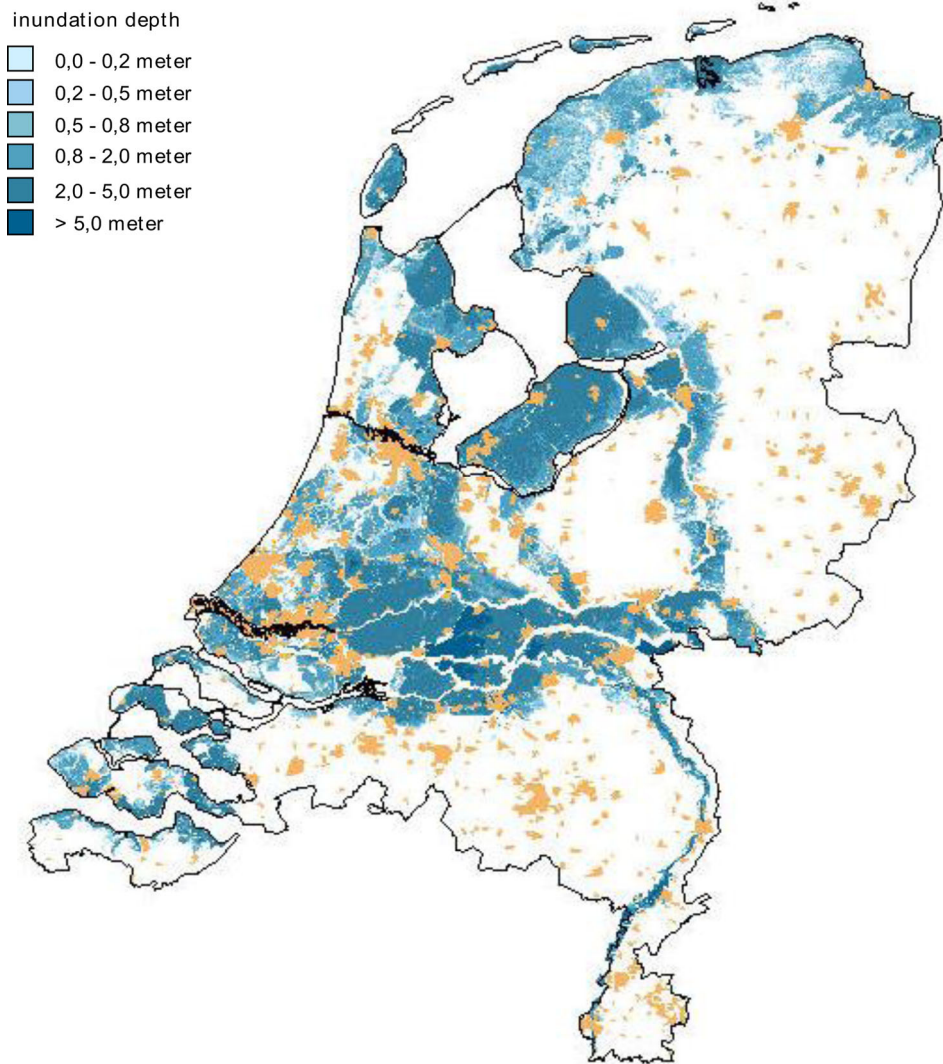 inundation depth
0,0 - 0,2 meter
0,2 - 0,5 meter
0,5 - 0,8 meter
0,8 - 2,0 meter
2,0 - 5,0 meter
> 5,0 meter